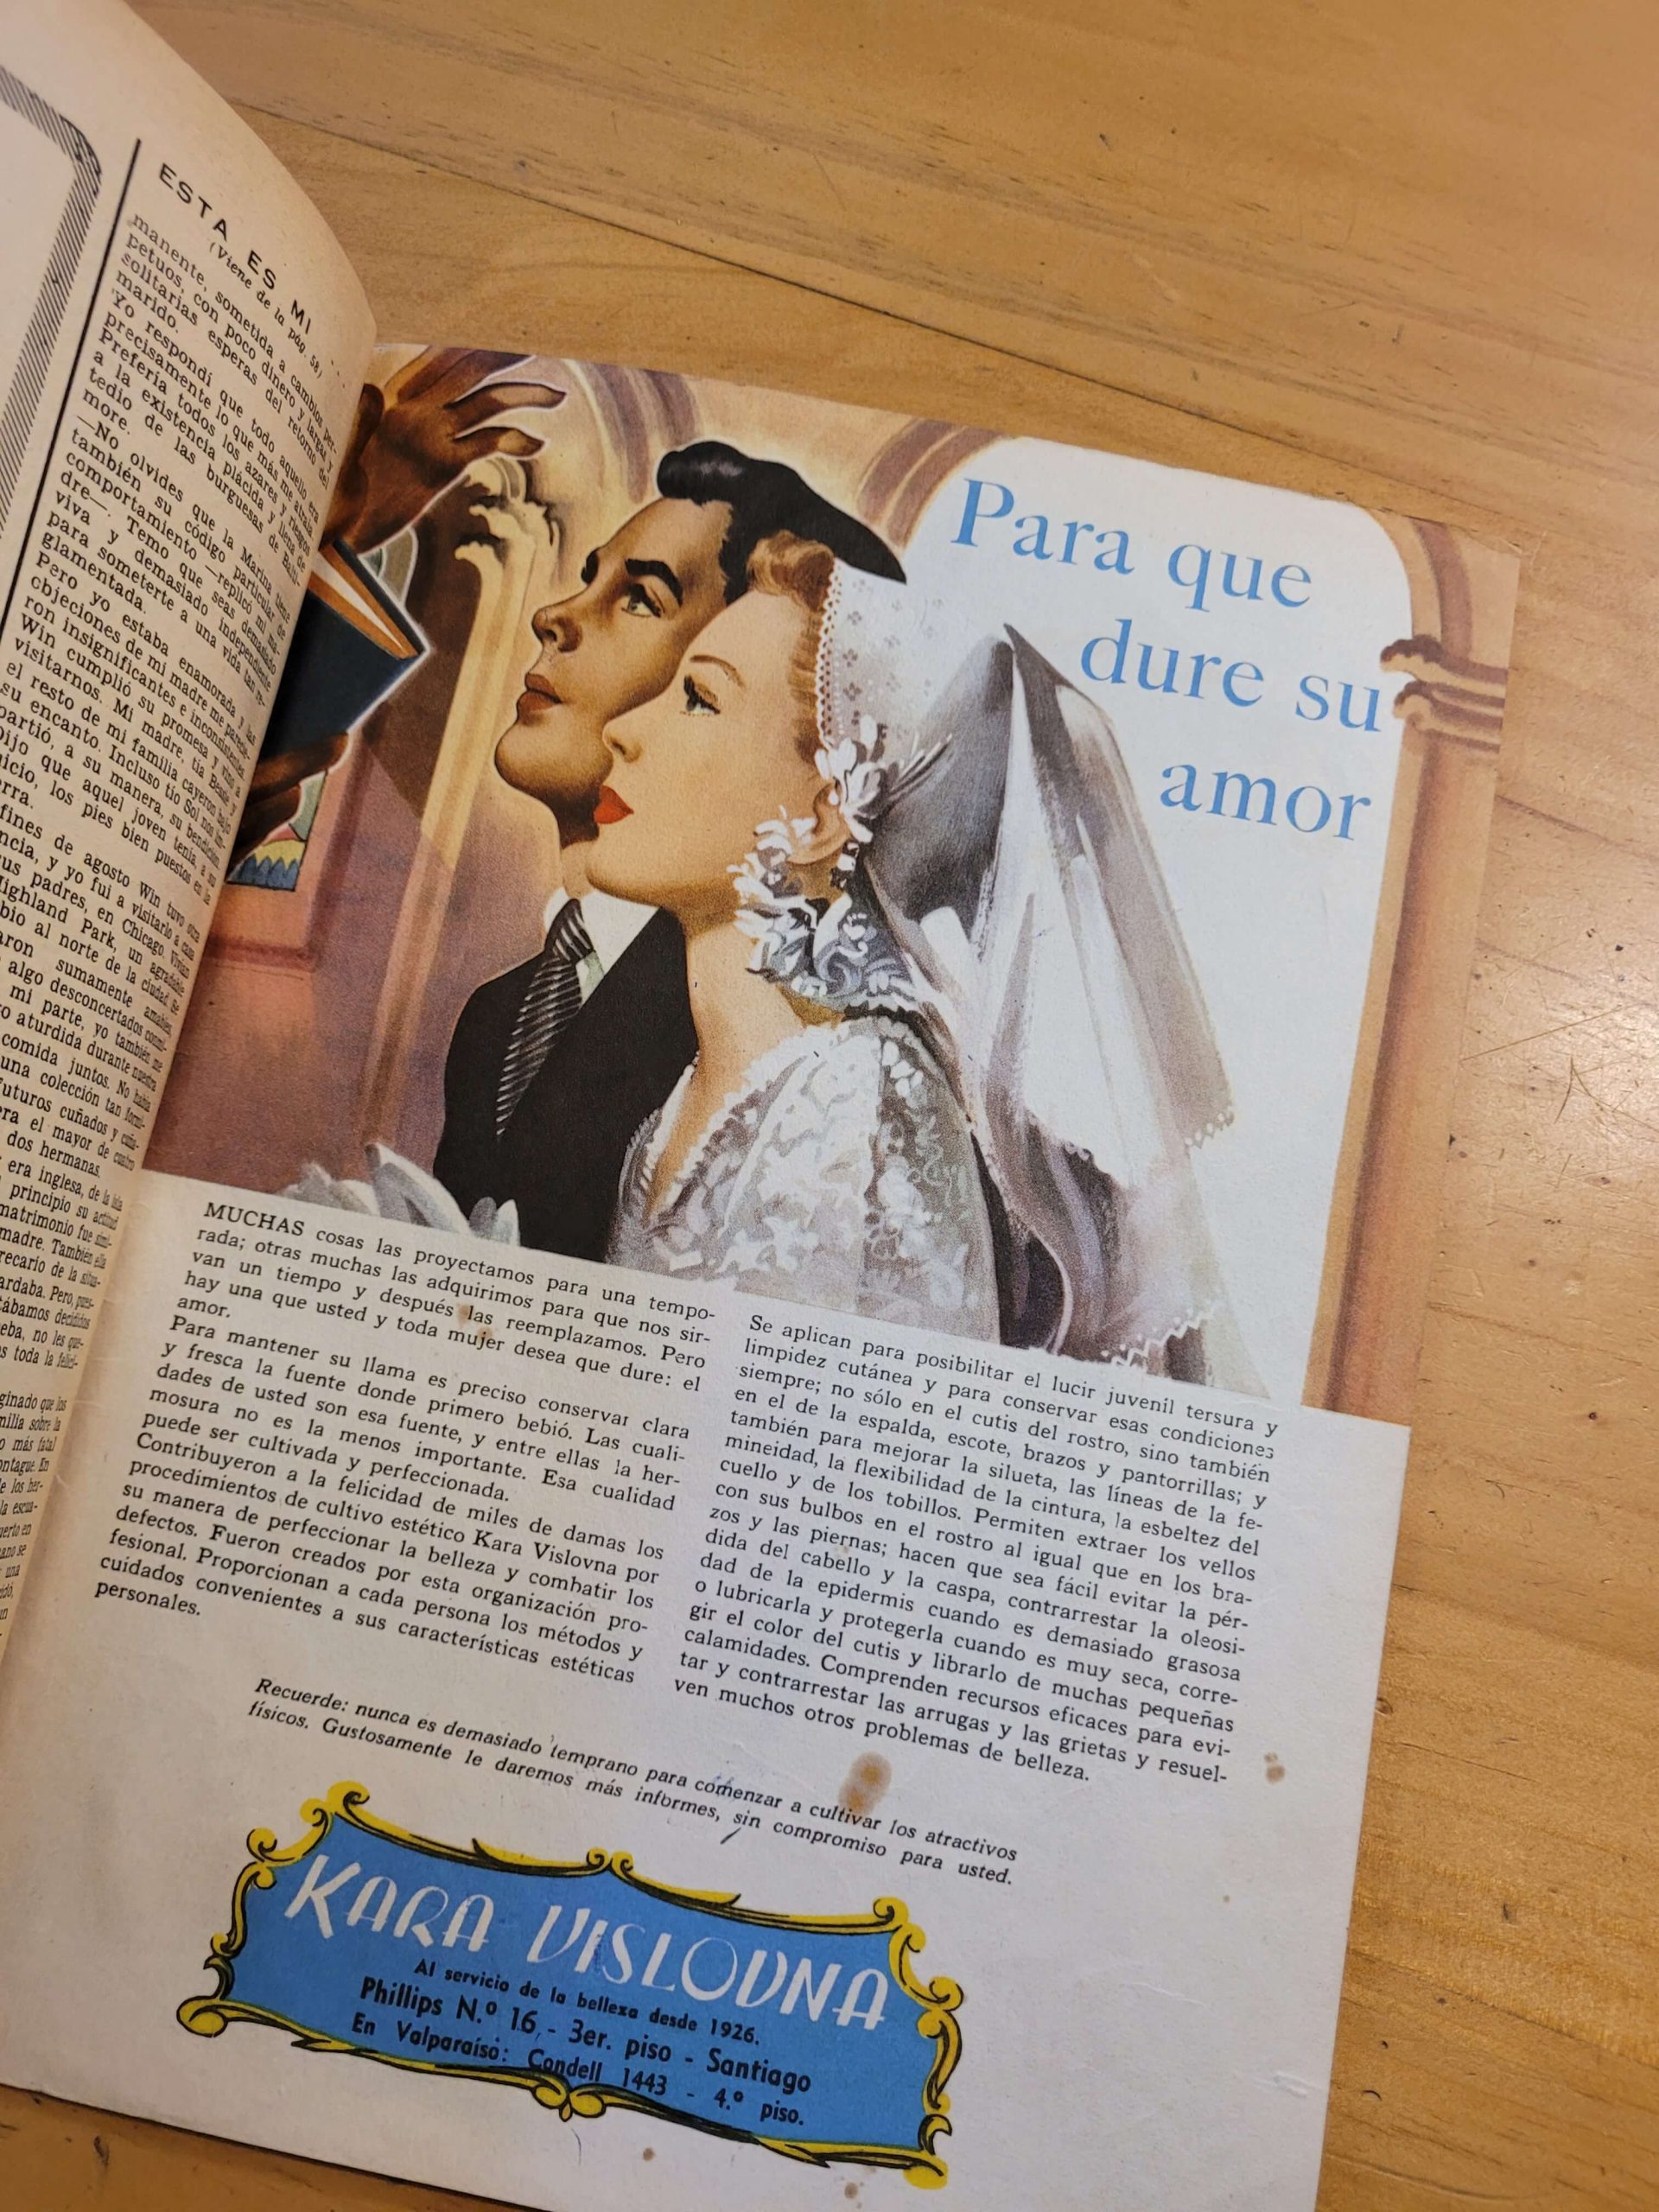 ESTA ES MI
(Viene de la pág. 58)
manente, sometida a cambios per-
petuos, con poco dinero y largas y
solitarias esperas del retorno del
marido.
Yo respondí que todo aquello era
precisamente lo que más me atraía.
Prefería todos los azares y riesgos
a la existencia plácida y llena de
tedio de las burguesas de Balti-
more.
—No olvides que la Marina tiene
también su código particular de
comportamiento —replicó mi ma-
dre—. Temo que seas demasiado
viva y demasiado independiente
para someterte a una vida tan re-
glamentada.
Pero yo estaba enamorada y las
objeciones de mi madre me parecie-
ron insignificantes e inconsistentes.
Win cumplió su promesa y vino a
visitarnos. Mi madre, tía Bessie y
el resto de mi familia cayeron bajo
su encanto. Incluso tío Sol nos im-
partió, a su manera, su bendición.
Dijo que aquel joven tenía, a su
juicio, los pies bien puestos en la
fines de agosto Win tuvo otra
y yo fui a visitarlo a casa
sus padres, en Chicago. Vivían
Highland Park, un agradable
al norte de la ciudad. Se
sumamente amables,
algo desconcertados
mi parte, yo también me
aturdida durante nuestra
comida juntos. No había
una colección tan formi-
futuros cuñados y cuña-
era el mayor de cuatro
dos hermanas.
era inglesa, de la isla
principio su actitud
matrimonio fue simi-
madre. También ella
precario de la situa-
Pero, pues-
decididos
no les que-
toda la felici-
que los
sobre la
más fatal
En
de los her-
en
se
una
Para que
dure su
amor
MUCHAS cosas las proyectamos para una tempo-
rada; otras muchas las adquirimos para que nos sir-
van un tiempo y después las reemplazamos. Pero
hay una que usted y toda mujer desea que dure: el
amor.
Para mantener su llama es preciso conservar clara
y fresca la fuente donde primero bebió. Las cuali-
dades de usted son esa fuente, y entre ellas la her-
mosura no es la menos importante. Esa cualidad
puede ser cultivada y perfeccionada.
Contribuyeron a la felicidad de miles de damas los
procedimientos de cultivo estético Kara Vislovna por
su manera de perfeccionar la belleza y combatir los
defectos. Fueron creados por esta organización pro-
fesional. Proporcionan a cada persona los métodos y
cuidados convenientes a sus características estéticas
personales.
Se aplican para posibilitar el lucir juvenil tersura y
limpidez cutánea y para conservar esas condiciones
siempre; no sólo en el cutis del rostro, sino también
en el de la espalda, escote, brazos y pantorrillas; y
también para mejorar la silueta, las líneas de la fe-
mineidad, la flexibilidad de la cintura, la esbeltez del
cuello y de los tobillos. Permiten extraer los vellos
con sus bulbos en el rostro al igual que en los bra-
zos y las piernas; hacen que sea fácil evitar la pér-
dida del cabello y la caspa, contrarrestar la oleosi-
dad de la epidermis cuando es demasiado grasosa
o lubricarla y protegerla cuando es muy seca, corre-
gir el color del cutis y librarlo de muchas pequeñas
calamidades. Comprenden recursos eficaces para evi-
tar y contrarrestar las arrugas y las grietas y resuel-
ven muchos otros problemas de belleza.
Recuerde: nunca es demasiado temprano para comenzar a cultivar los atractivos
físicos. Gustosamente le daremos más informes, sin compromiso para usted.
KARA VISLOVNA
Al servicio de la belleza desde 1926.
Phillips N.º 16, - 3er. piso - Santiago
En Valparaíso: Condell 1443 - 4.º piso.